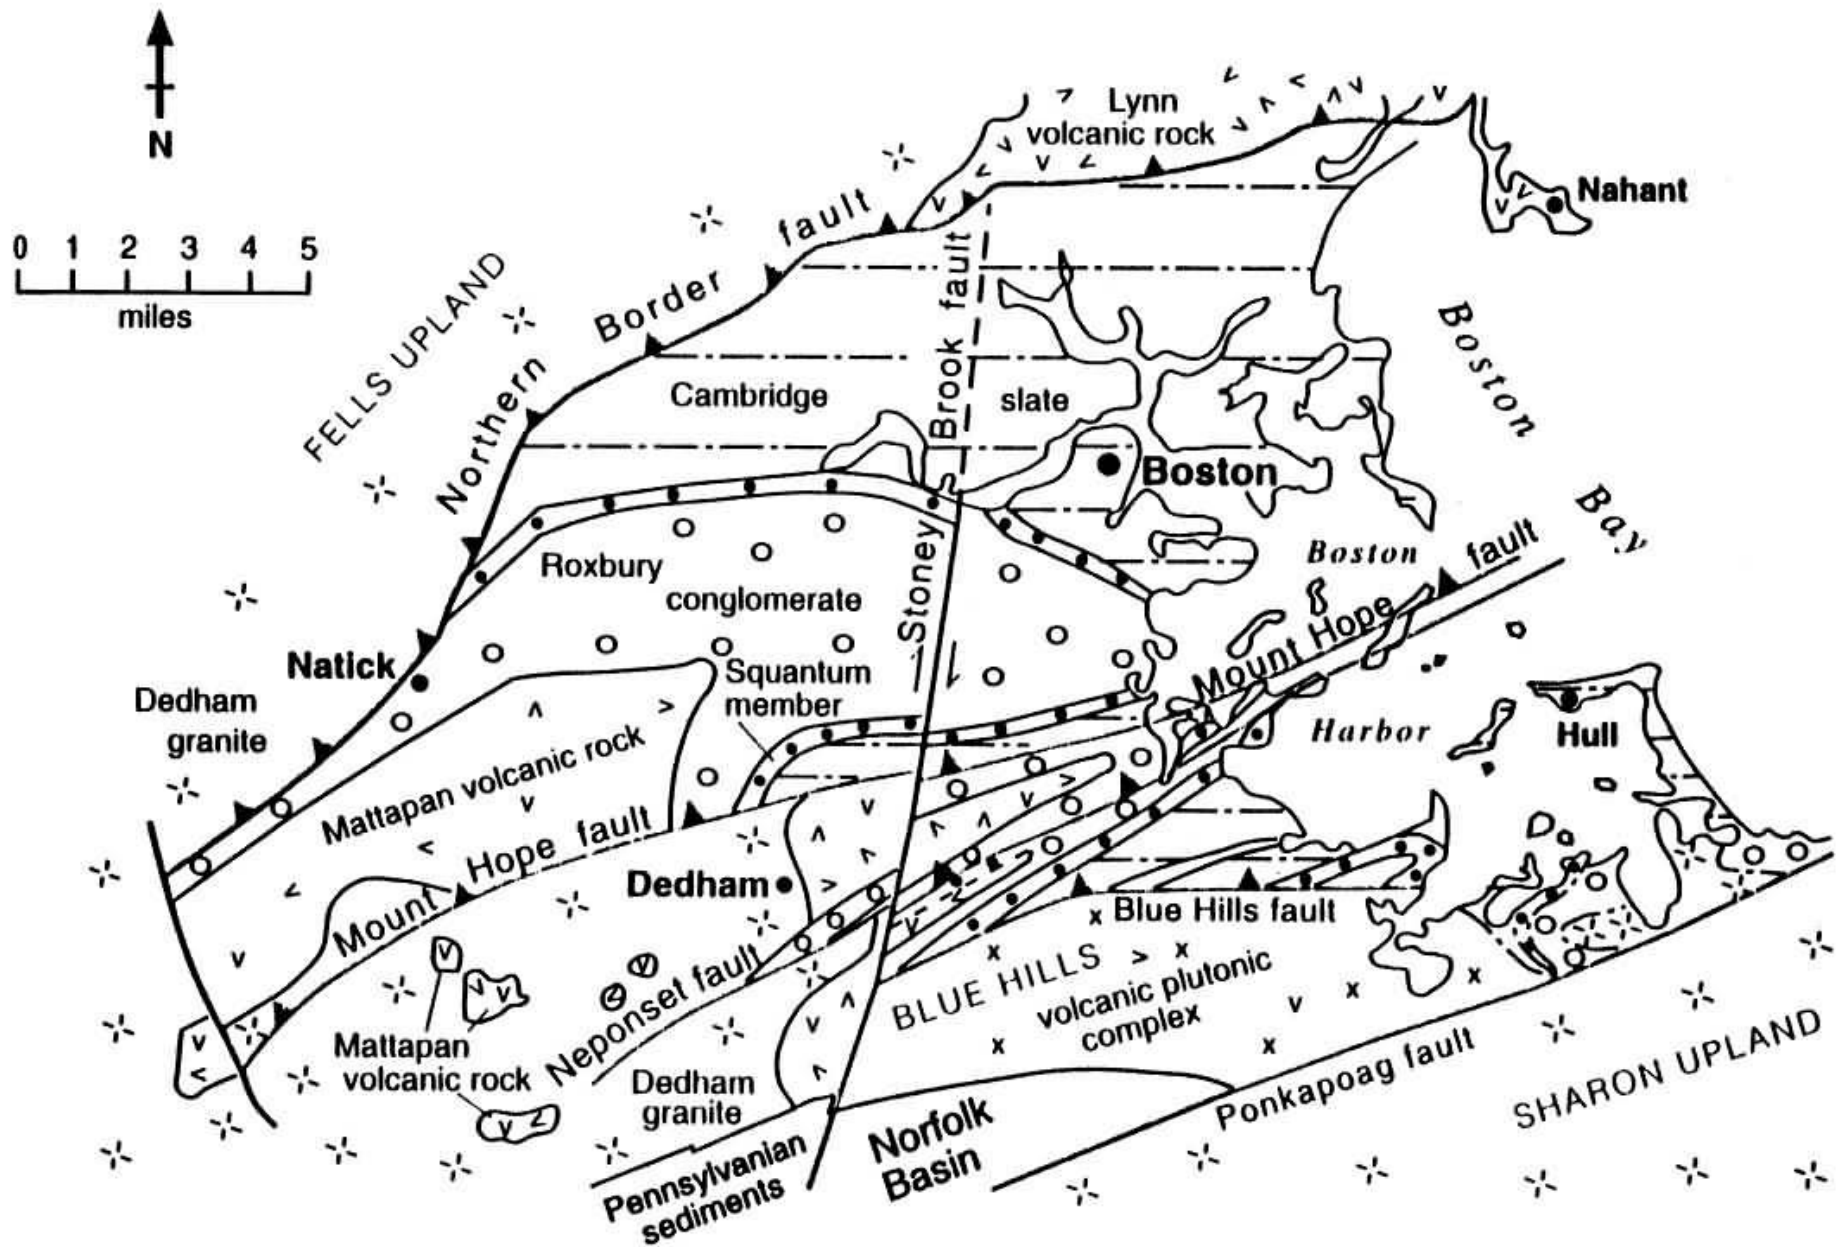 N
0 1 2 3 4 5
miles
Lynn
volcanic rock
Nahant
Northern Border fault
FELLS UPLAND
Stoney Brook fault
Cambridge slate
Boston
Boston Bay
Roxbury
conglomerate
Boston
Harbor
Mount Hope fault
Natick
Dedham
granite
Squantum
member
Mattapan volcanic rock
Hull
Mount Hope fault
Dedham
Blue Hills fault
BLUE HILLS
volcanic plutonic
complex
Neponset fault
Mattapan
volcanic rock
Dedham
granite
Ponkapoag fault
SHARON UPLAND
Norfolk
Basin
Pennsylvanian
sediments